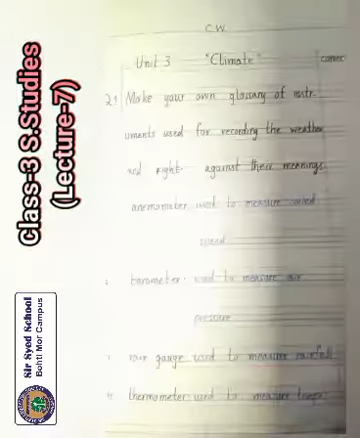 Class-3 S.Studies
(Lecture-7)
Sir Syed School
Bohti Mor Campus
C.W.
Unit 3 "Climate"
Q.1 Make your own glossary of instr-
uments used for recording the weather
and right against their meanings.
anemometer used to measure wind
speed
barometer used to measure air
pressure
rain gauge used to measure rainfall
thermometer used to measure